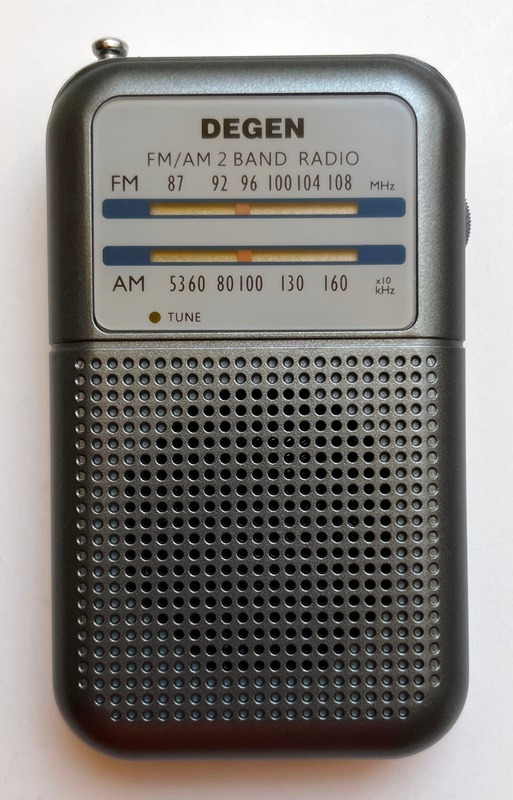 DEGEN
FM/AM 2 BAND RADIO
FM 87 92 96 100 104 108 MHz
AM 53 60 80 100 130 160 x10 kHz
TUNE